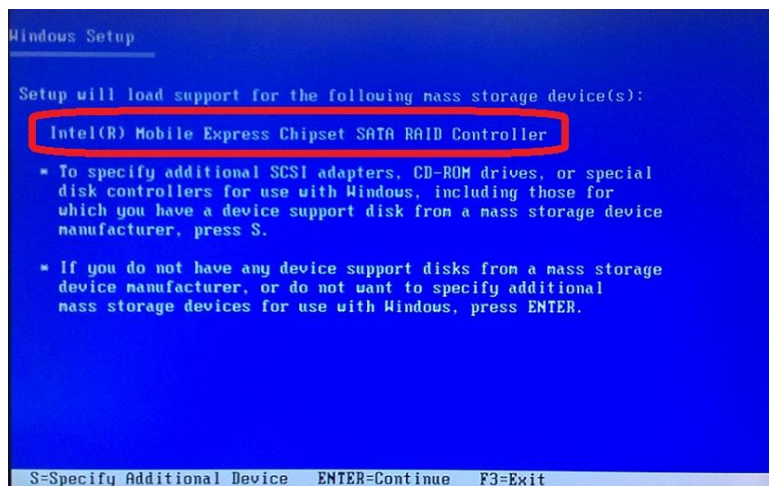 Windows Setup
Setup will load support for the following mass storage device(s):
Intel(R) Mobile Express Chipset SATA RAID Controller
* To specify additional SCSI adapters, CD-ROM drives, or special
disk controllers for use with Windows, including those for
which you have a device support disk from a mass storage device
manufacturer, press S.
* If you do not have any device support disks from a mass storage
device manufacturer, or do not want to specify additional
mass storage devices for use with Windows, press ENTER.
S=Specify Additional Device ENTER=Continue F3=Exit